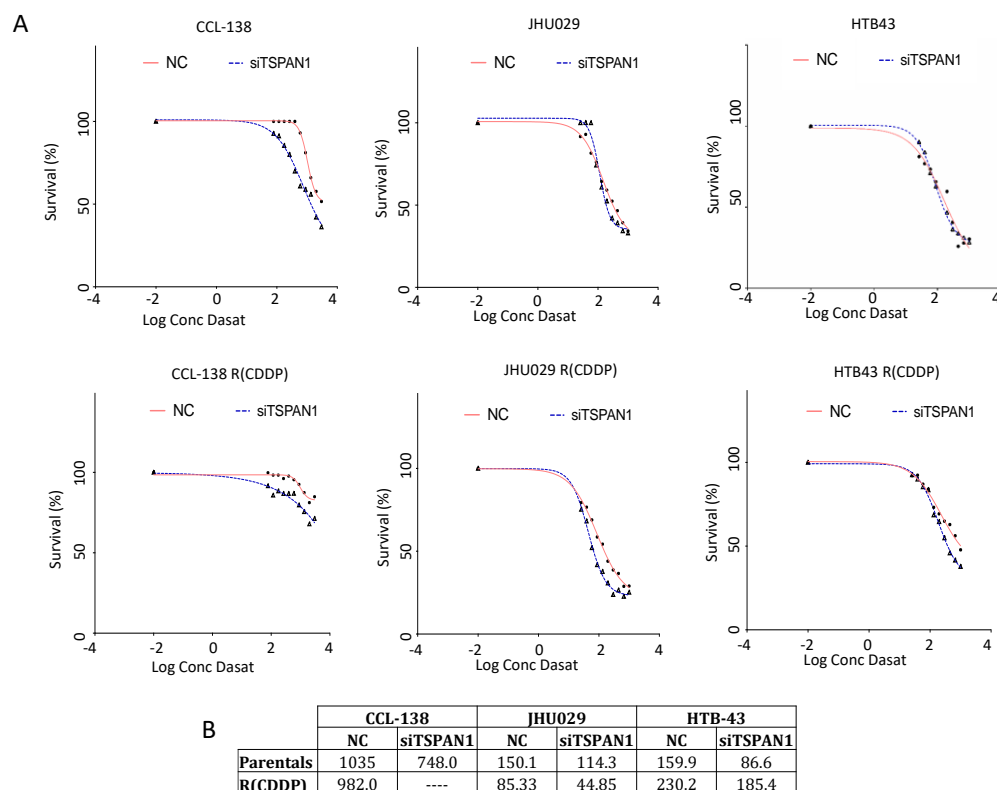 A
CCL-138
JHU029
HTB43
NC siTSPAN1
NC siTSPAN1
NC siTSPAN1
Survival (%)
Survival (%)
Survival (%)
100
50
0
100
50
0
100
50
0
-4 -2 0 2 4
-4 -2 0 2 4
-4 -2 0 2 4
Log Conc Dasat
Log Conc Dasat
Log Conc Dasat
CCL-138 R(CDDP)
JHU029 R(CDDP)
HTB43 R(CDDP)
NC siTSPAN1
NC siTSPAN1
NC siTSPAN1
Survival (%)
Survival (%)
Survival (%)
100
50
0
100
50
0
100
50
0
-4 -2 0 2 4
-4 -2 0 2 4
-4 -2 0 2 4
Log Conc Dasat
Log Conc Dasat
Log Conc Dasat
B
CCL-138 JHU029 HTB-43
NC siTSPAN1 NC siTSPAN1 NC siTSPAN1
Parentals 1035 748.0 150.1 114.3 159.9 86.6
R(CDDP) 982.0 ---- 85.33 44.85 230.2 185.4